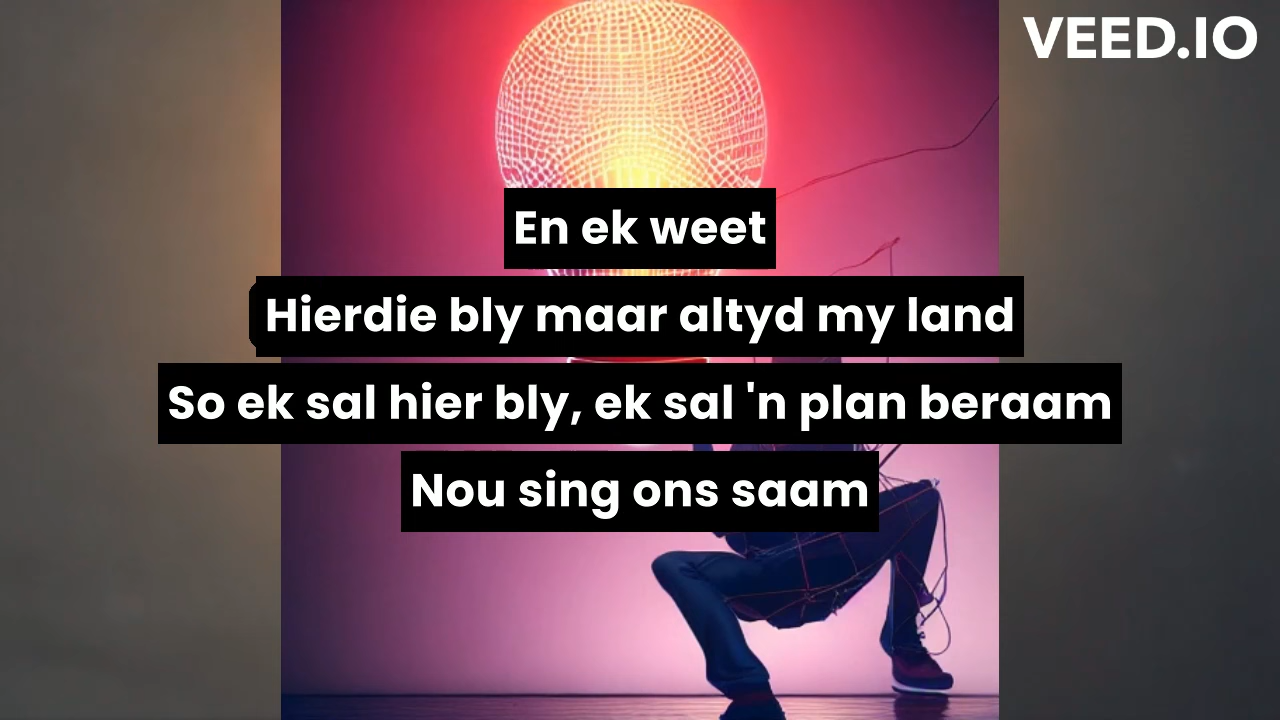 VEED.IO
En ek weet
Hierdie bly maar altyd my land
So ek sal hier bly, ek sal 'n plan beraam
Nou sing ons saam